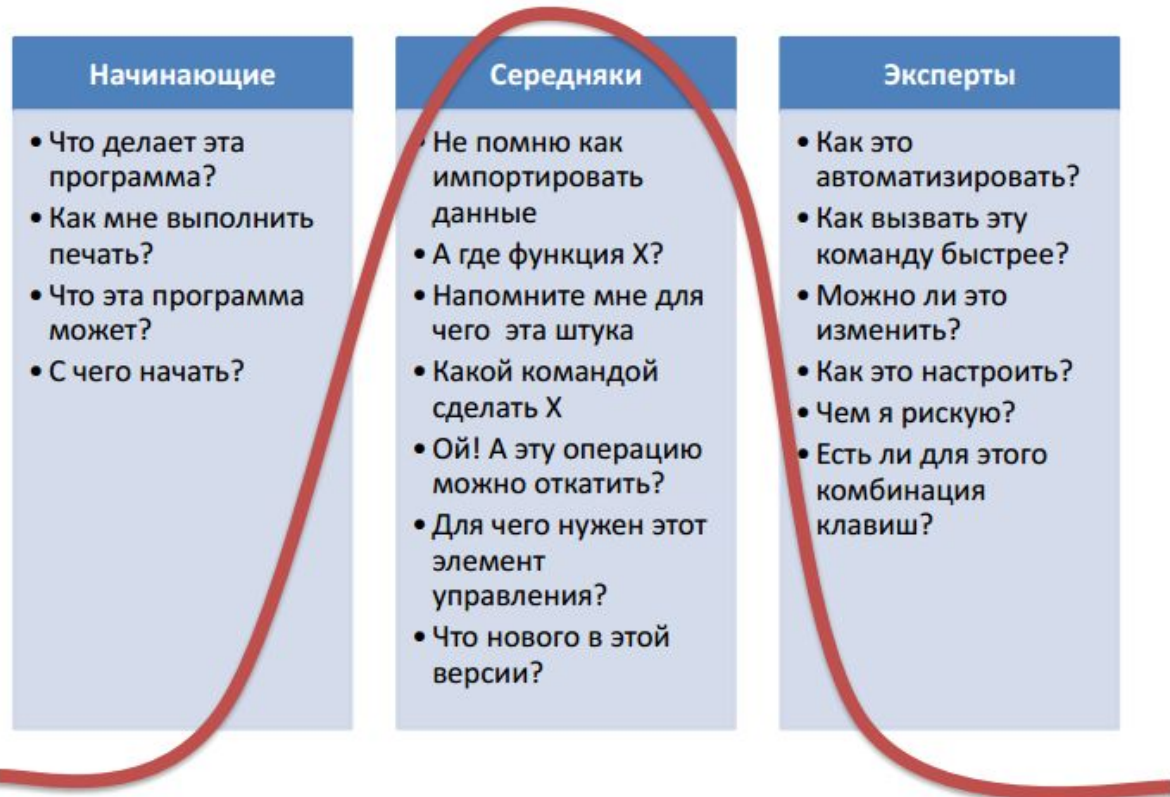 Начинающие
• Что делает эта
программа?
• Как мне выполнить
печать?
• Что эта программа
может?
• С чего начать?
Середняки
• Не помню как
импортировать
данные
• А где функция X?
• Напомните мне для
чего эта штука
• Какой командой
сделать X
• Ой! А эту операцию
можно откатить?
• Для чего нужен этот
элемент
управления?
• Что нового в этой
версии?
Эксперты
• Как это
автоматизировать?
• Как вызвать эту
команду быстрее?
• Можно ли это
изменить?
• Как это настроить?
• Чем я рискую?
• Есть ли для этого
комбинация
клавиш?